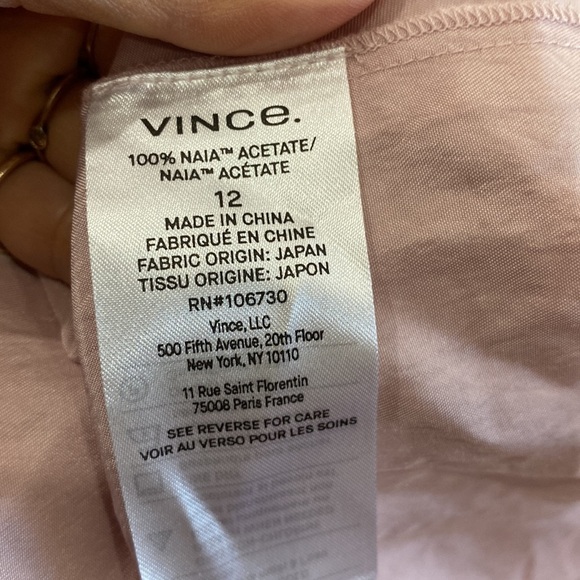 VINCE.
100% NAIA™ ACETATE/
NAIA™ ACÉTATE
12
MADE IN CHINA
FABRIQUÉ EN CHINE
FABRIC ORIGIN: JAPAN
TISSU ORIGINE: JAPON
RN#106730
Vince, LLC
500 Fifth Avenue, 20th Floor
New York, NY 10110
11 Rue Saint Florentin
75008 Paris France
SEE REVERSE FOR CARE
VOIR AU VERSO POUR LES SOINS